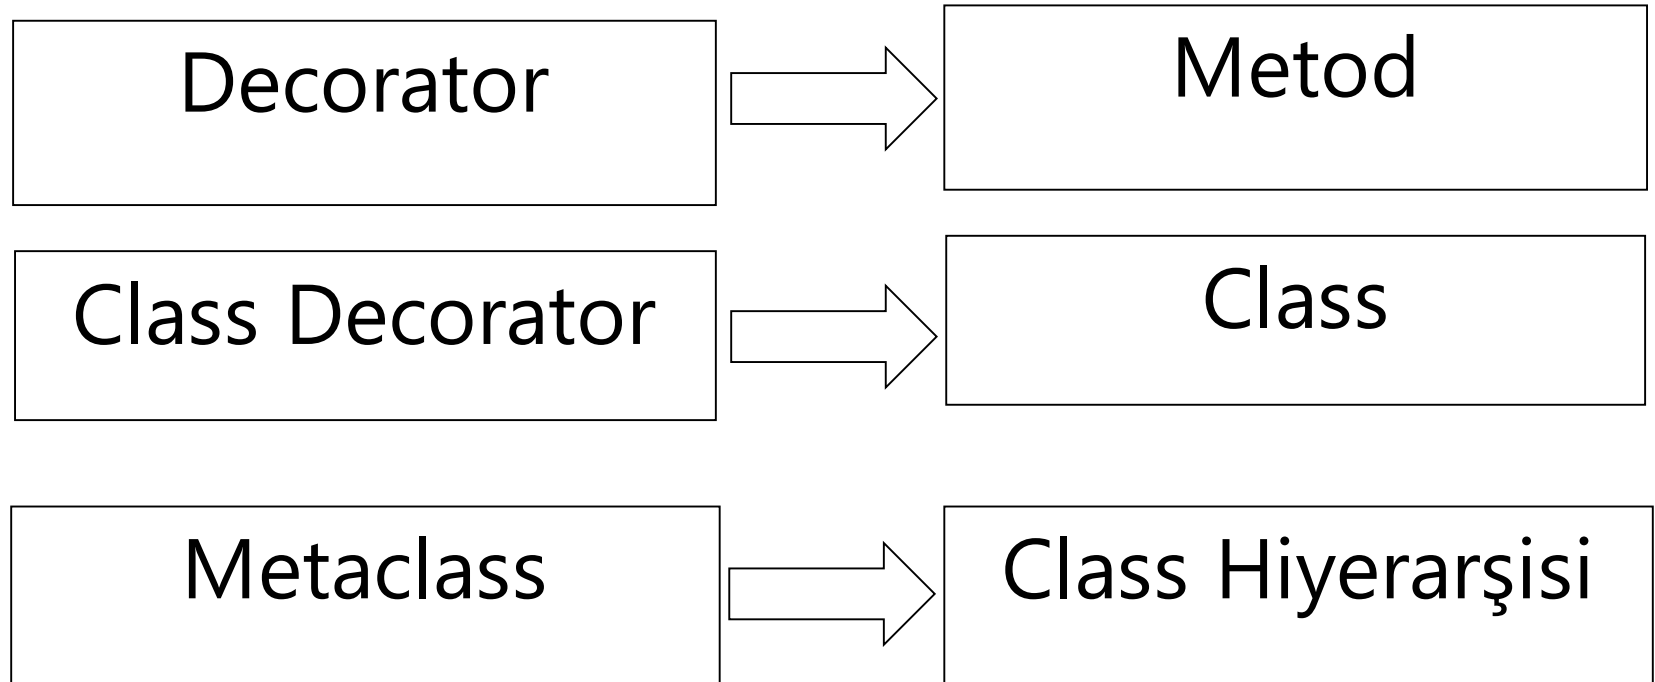 Decorator
Metod
Class Decorator
Class
Metaclass
Class Hiyerarşisi